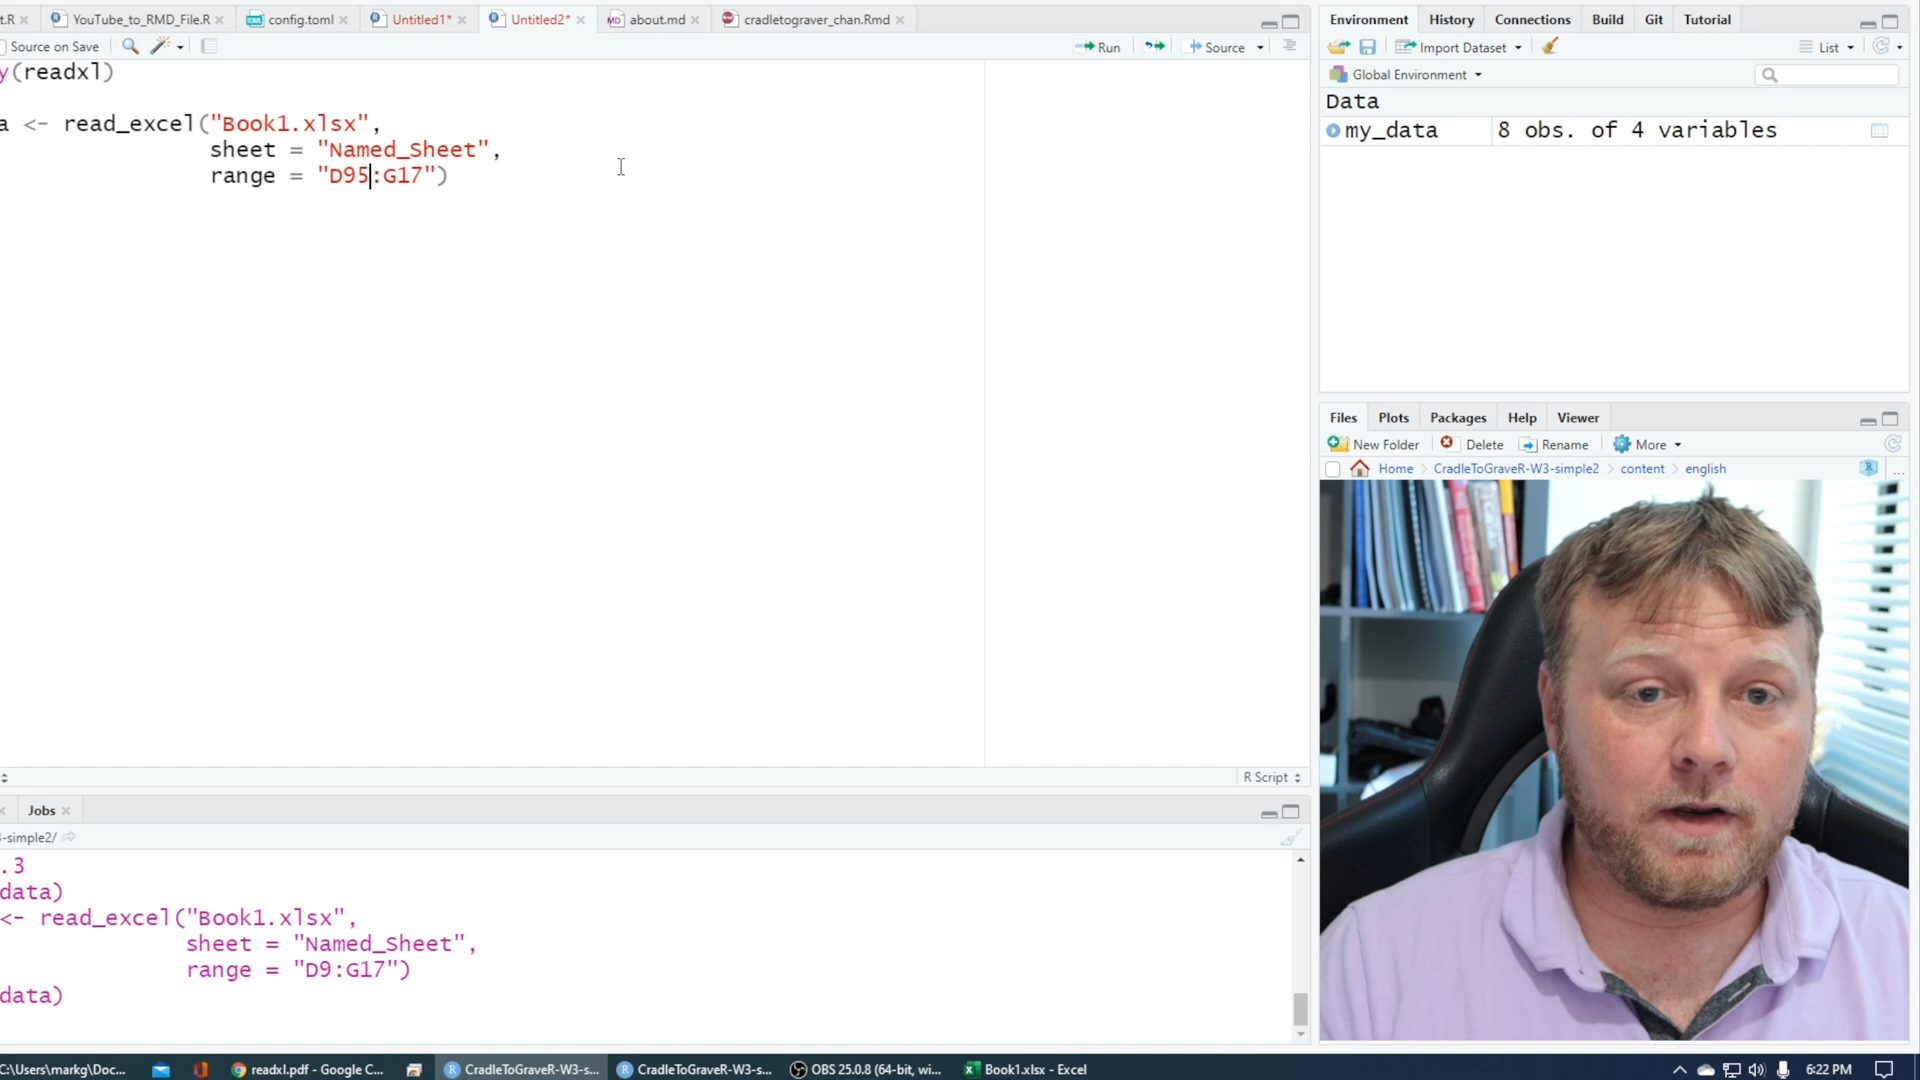 t.R
YouTube_to_RMD_File.R
config.toml
Untitled1*
Untitled2*
about.md
cradletograver_chan.Rmd
Source on Save
Run
Source
y(readxl)
a <- read_excel("Book1.xlsx",
sheet = "Named_Sheet",
range = "D95:G17")
R Script
Jobs
-simple2/
.3
data)
<- read_excel("Book1.xlsx",
sheet = "Named_Sheet",
range = "D9:G17")
data)
Environment History Connections Build Git Tutorial
Import Dataset
List
Global Environment
Data
my_data 8 obs. of 4 variables
Files Plots Packages Help Viewer
New Folder Delete Rename More
Home CradleToGraveR-W3-simple2 content english
...
C:\Users\markg\Doc...
readxl.pdf - Google C...
CradleToGraveR-W3-s...
CradleToGraveR-W3-s...
OBS 25.0.8 (64-bit, wi...
Book1.xlsx - Excel
6:22 PM